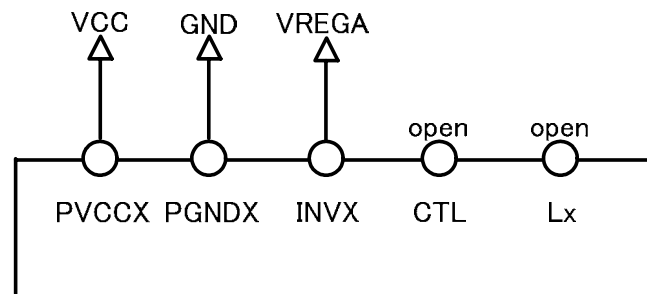 VCC GND VREGA
open open
PVCCX PGNDX INVX CTL Lx